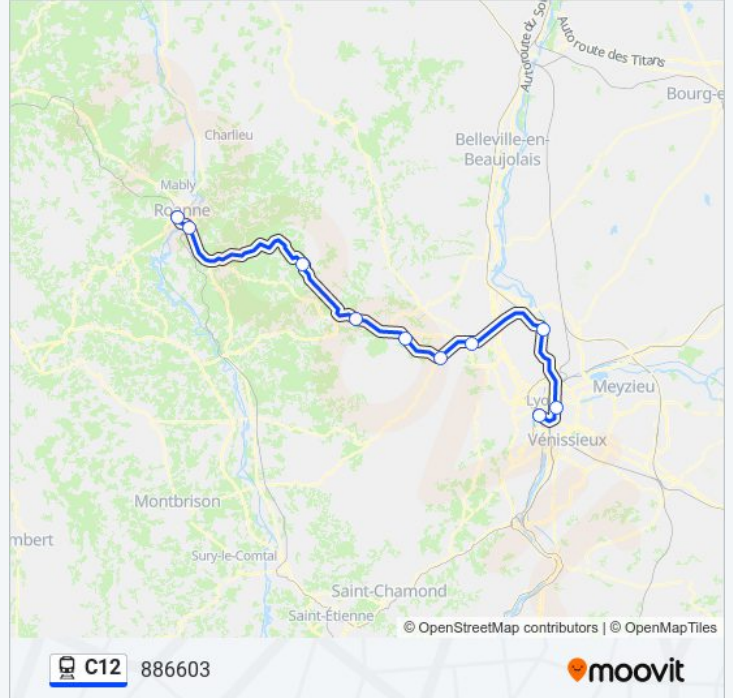 Autoroute du So
Autoroute des Titans
Bourg-e
Charlieu
Belleville-en-
Beaujolais
Mably
Roanne
Meyzieu
Lyo
Vénissieux
Montbrison
mbert
Sury-le-Comtal
Saint-Chamond
Saint-Étienne
© OpenStreetMap contributors | © OpenMapTiles
C12 886603 moovit